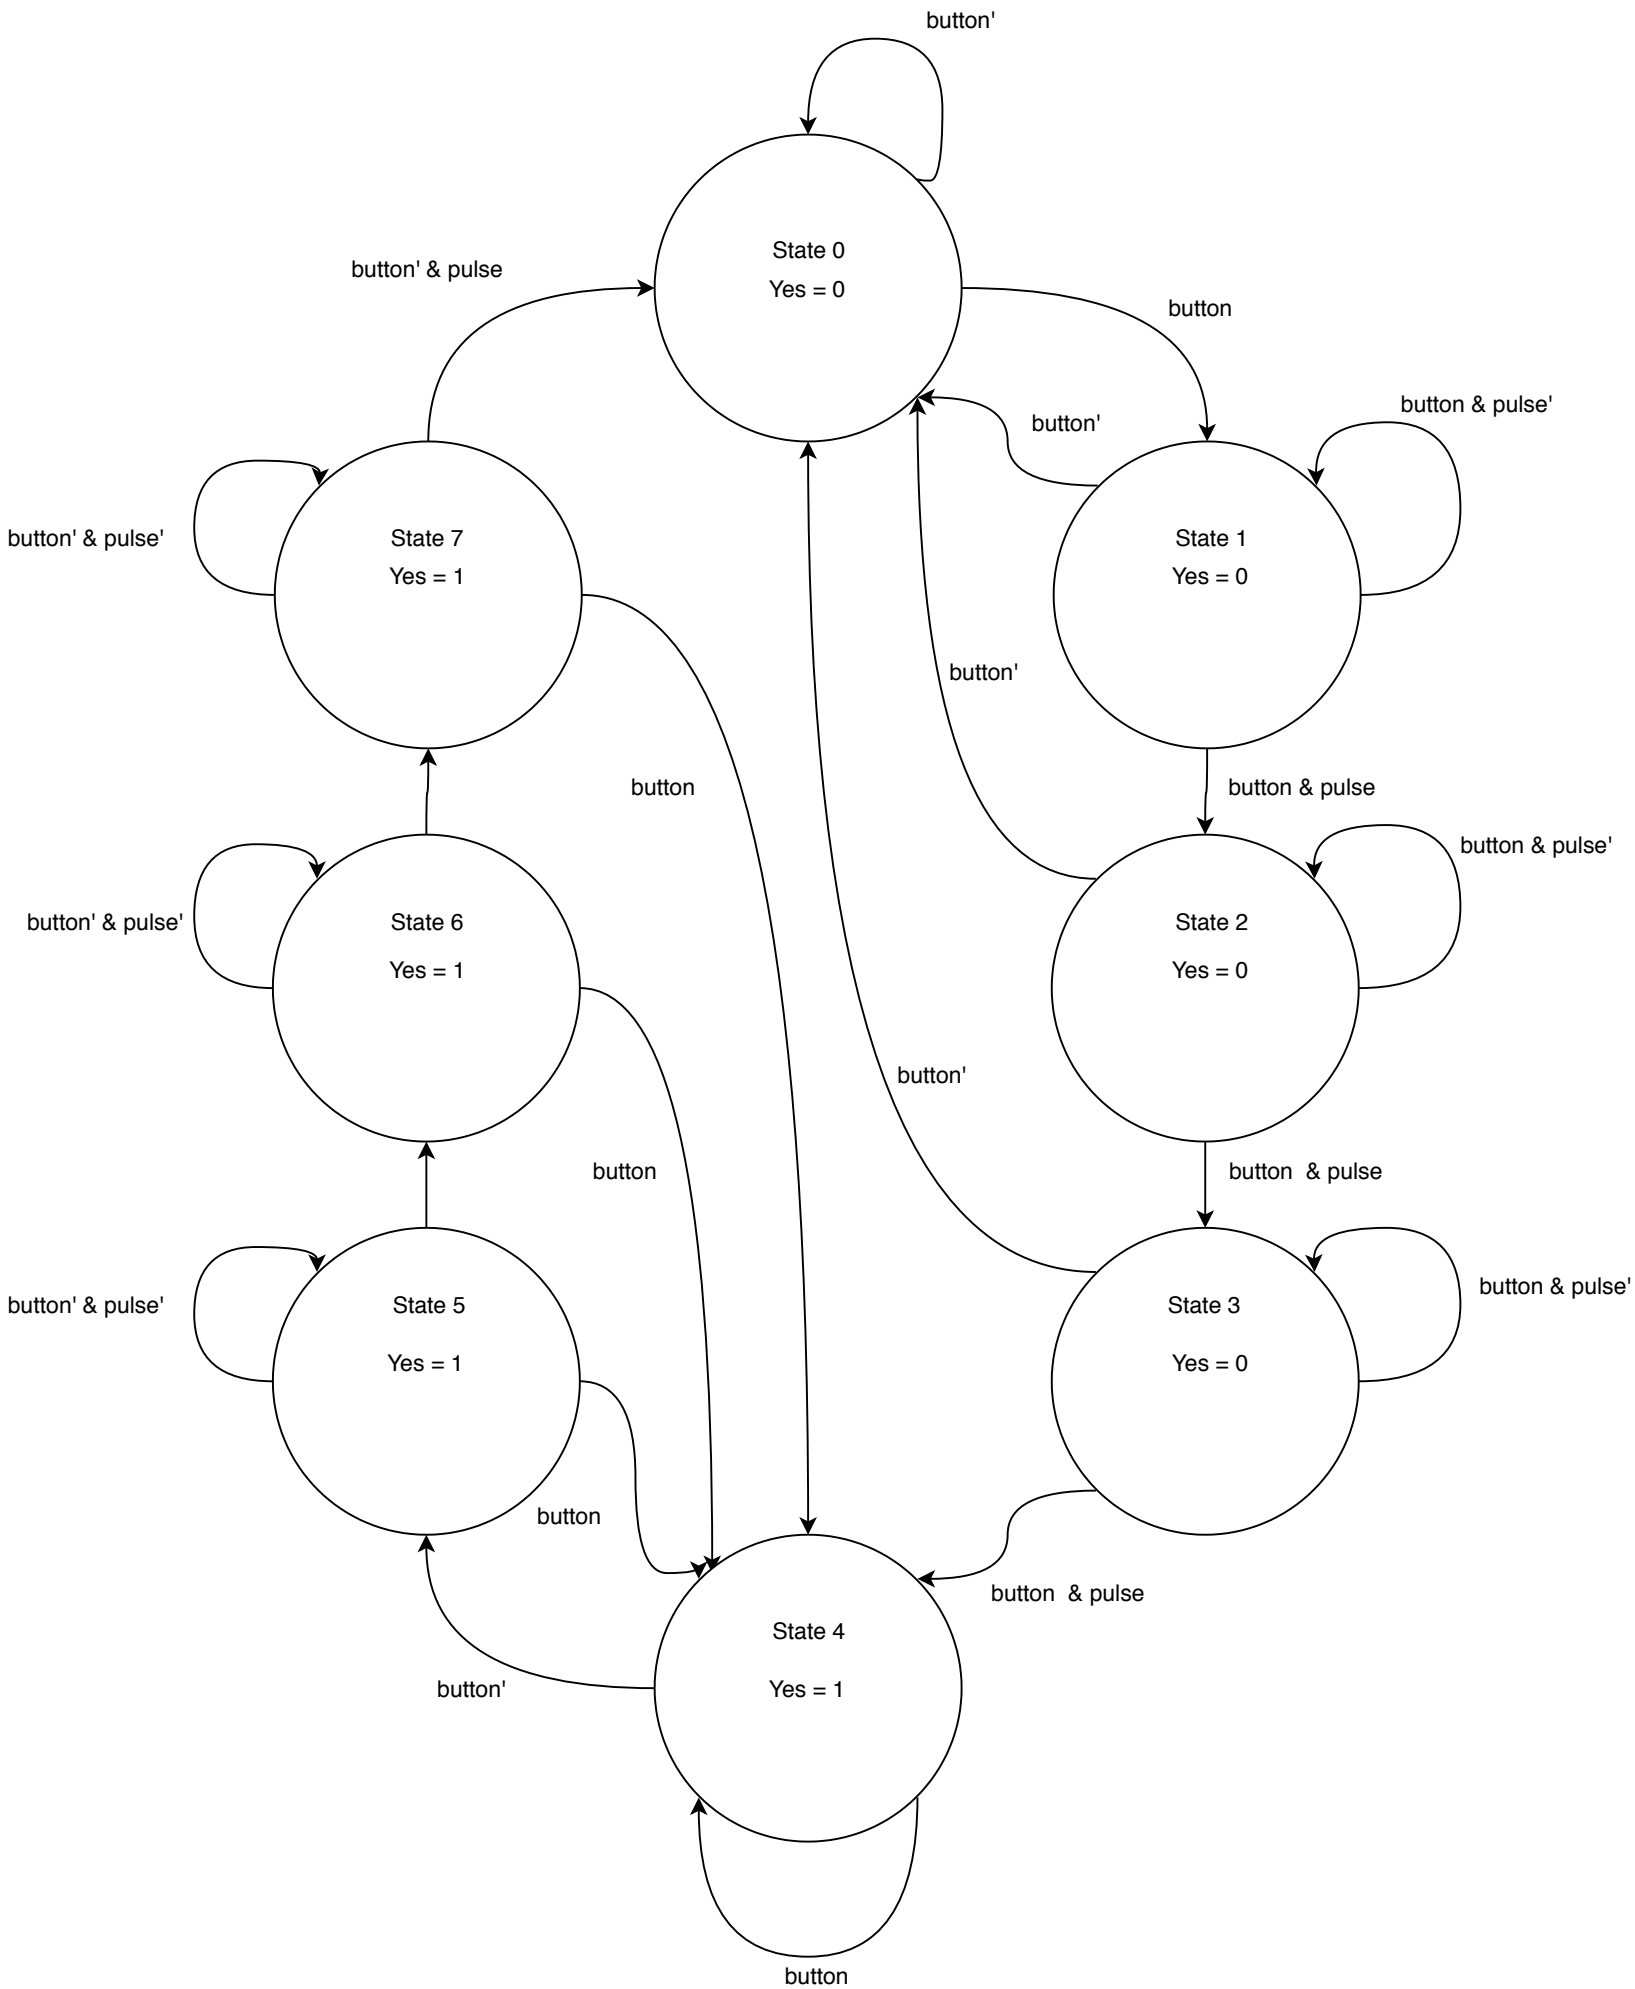 button'
State 0
Yes = 0
button' & pulse
button
button'
button & pulse'
button' & pulse'
State 7
Yes = 1
State 1
Yes = 0
button'
button
button & pulse
button & pulse'
button' & pulse'
State 6
Yes = 1
State 2
Yes = 0
button'
button
button  & pulse
button' & pulse'
State 5
Yes = 1
State 3
Yes = 0
button & pulse'
button
button  & pulse
State 4
Yes = 1
button'
button